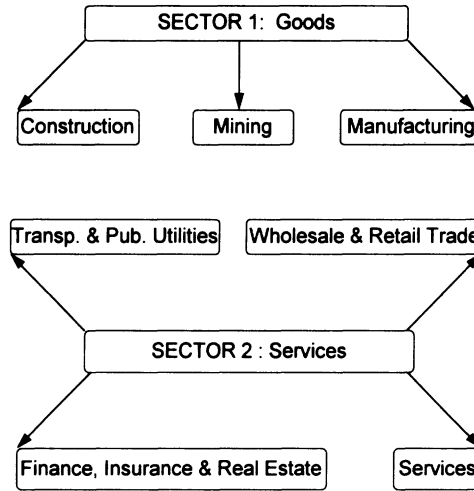 SECTOR 1: Goods
Construction
Mining
Manufacturing
Transp. & Pub. Utilities
Wholesale & Retail Trade
SECTOR 2 : Services
Finance, Insurance & Real Estate
Services